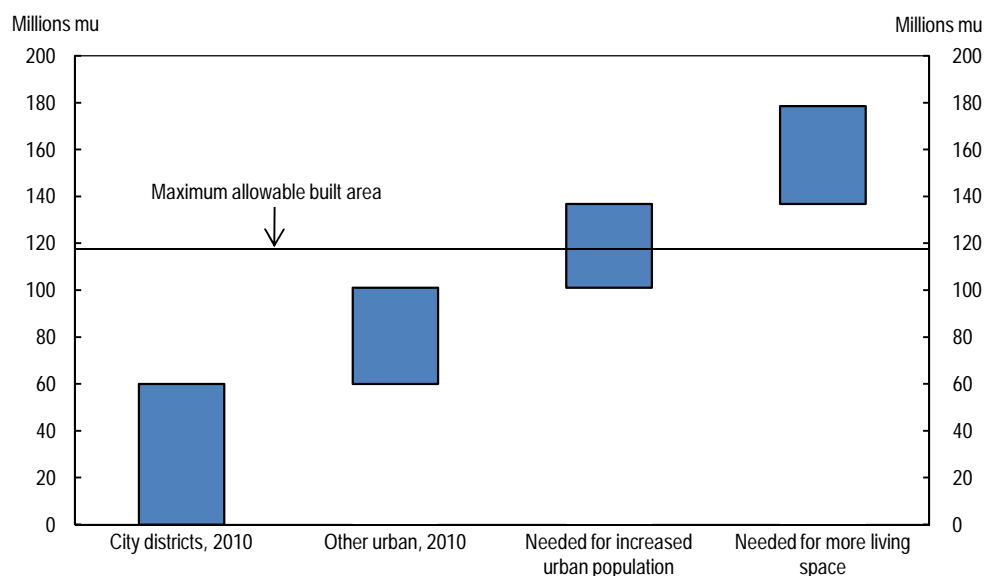 Millions mu
Millions mu
200
180
160
140
120
100
80
60
40
20
0
200
180
160
140
120
100
80
60
40
20
0
Maximum allowable built area
City districts, 2010
Other urban, 2010
Needed for increased
urban population
Needed for more living
space